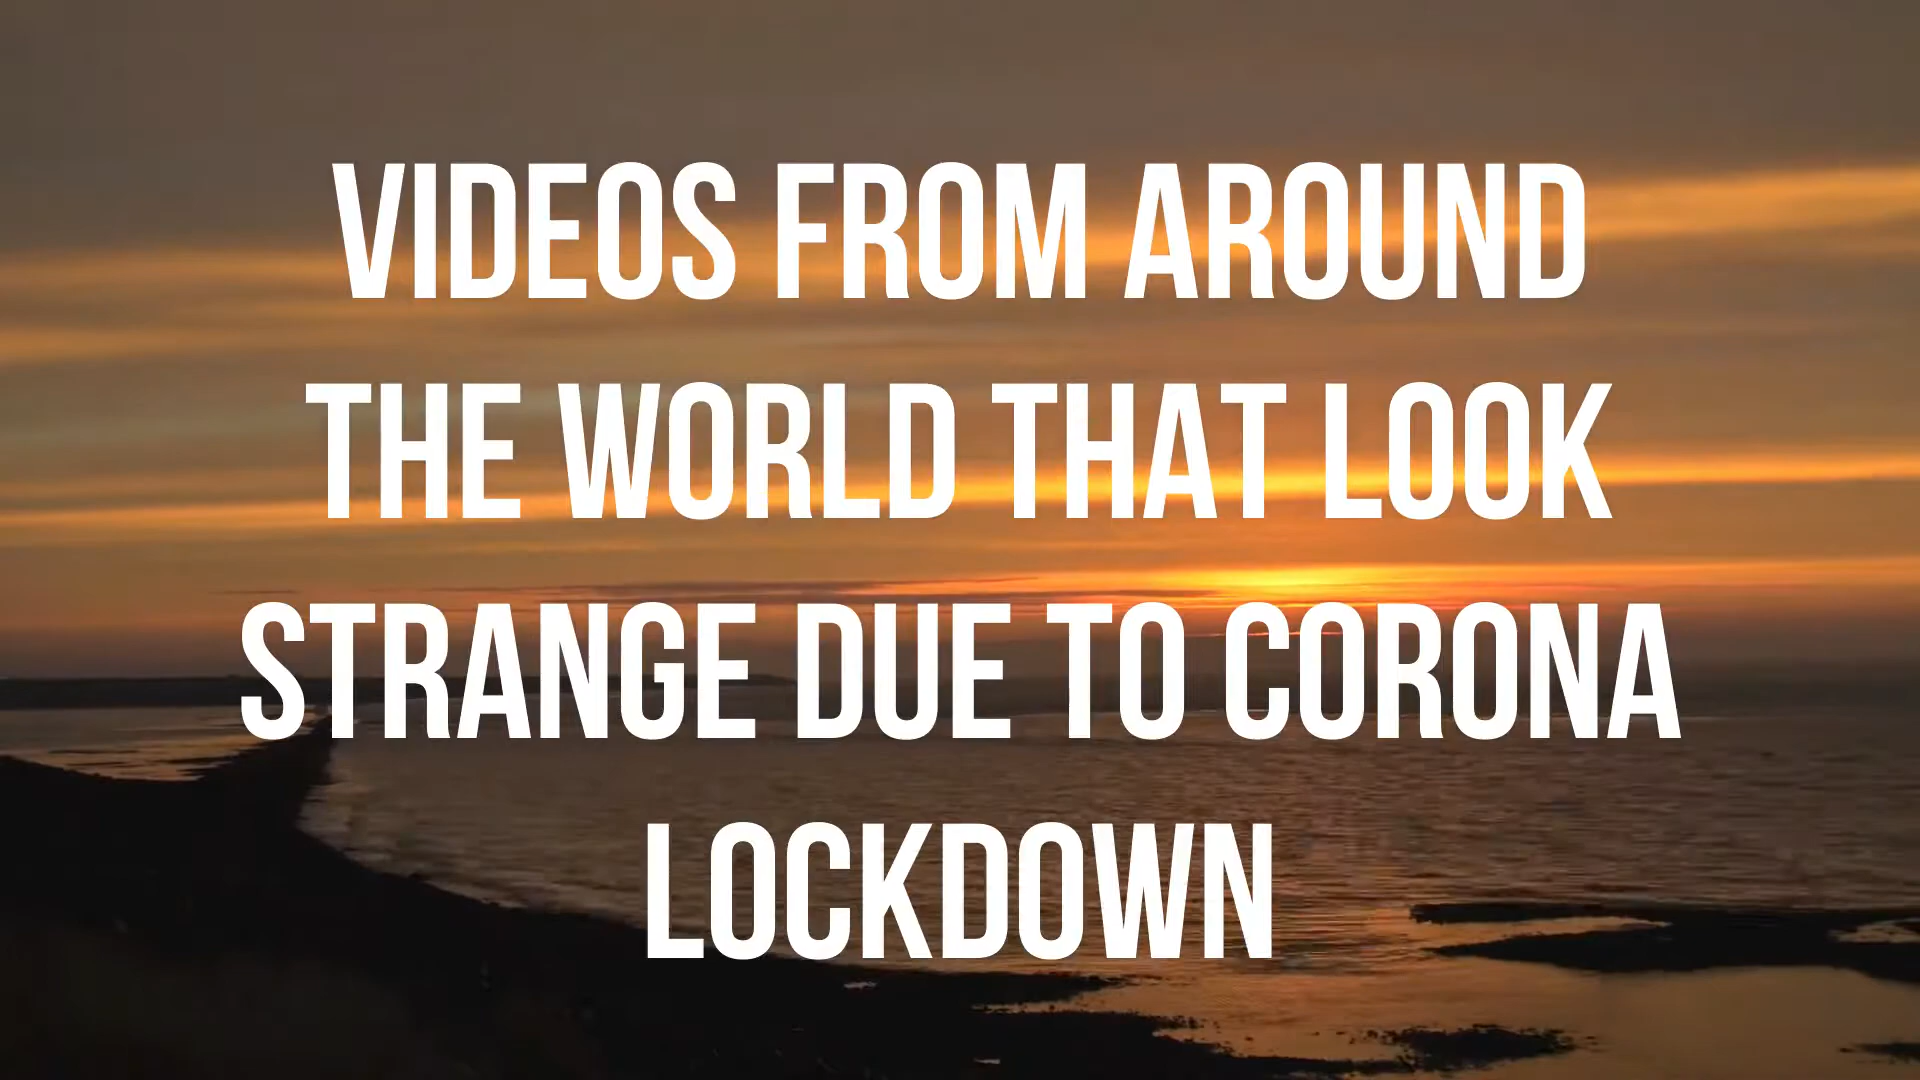 VIDEOS FROM AROUND
THE WORLD THAT LOOK
STRANGE DUE TO CORONA
LOCKDOWN